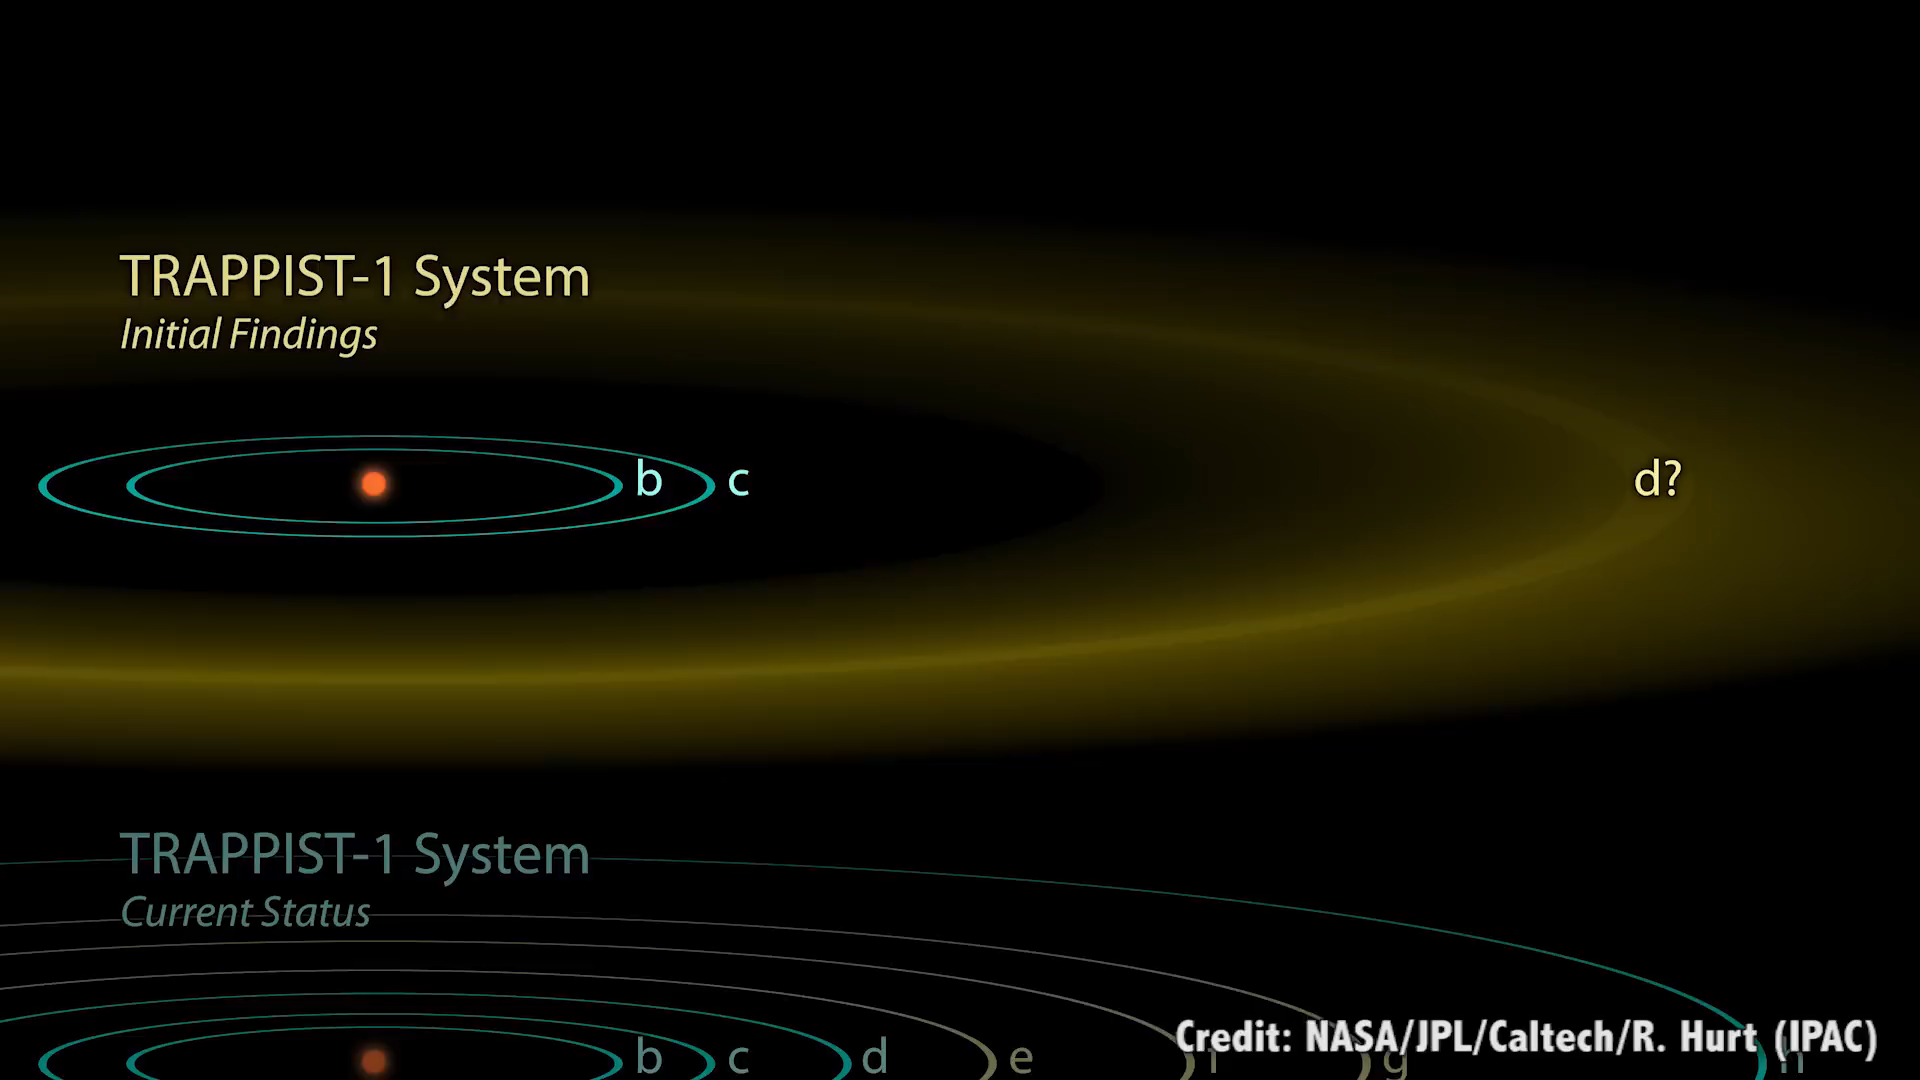 TRAPPIST-1 System
Initial Findings
b c d?
TRAPPIST-1 System
Current Status
b c d e f g h
Credit: NASA/JPL/Caltech/R. Hurt (IPAC)